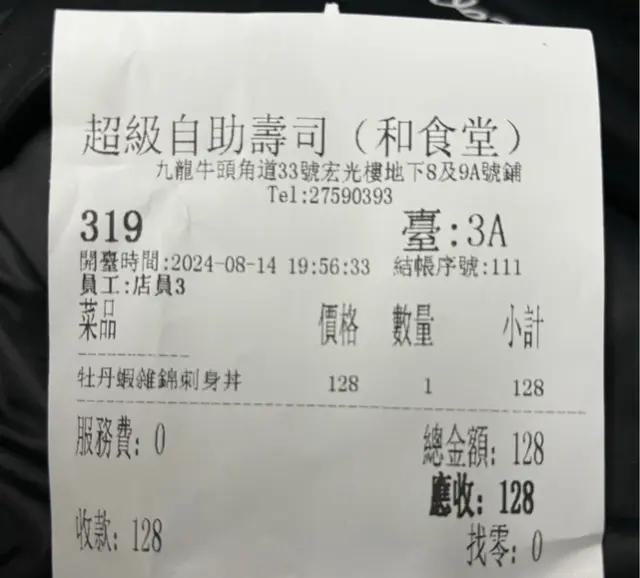 超級自助壽司（和食堂）
九龍牛頭角道33號宏光樓地下8及9A號鋪
Tel:27590393
319 臺:3A
開臺時間:2024-08-14 19:56:33 結帳序號:111
員工:店員3
菜品 價格 數量 小計
牡丹蝦雜錦刺身丼 128 1 128
服務費: 0 總金額: 128
應收: 128
收款: 128 找零: 0